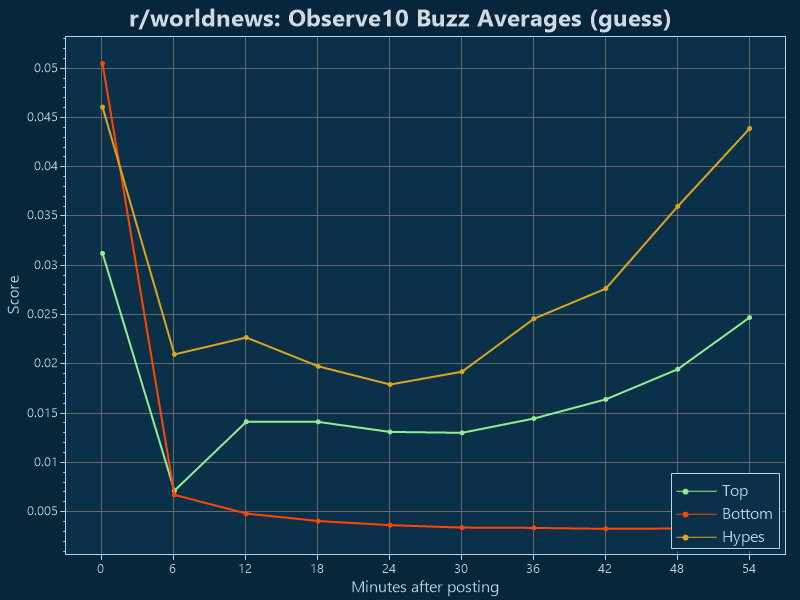 r/worldnews: Observe10 Buzz Averages (guess)
0.05
0.045
0.04
0.035
0.03
0.025
0.02
0.015
0.01
0.005
Score
Top
Bottom
Hypes
0 6 12 18 24 30 36 42 48 54
Minutes after posting